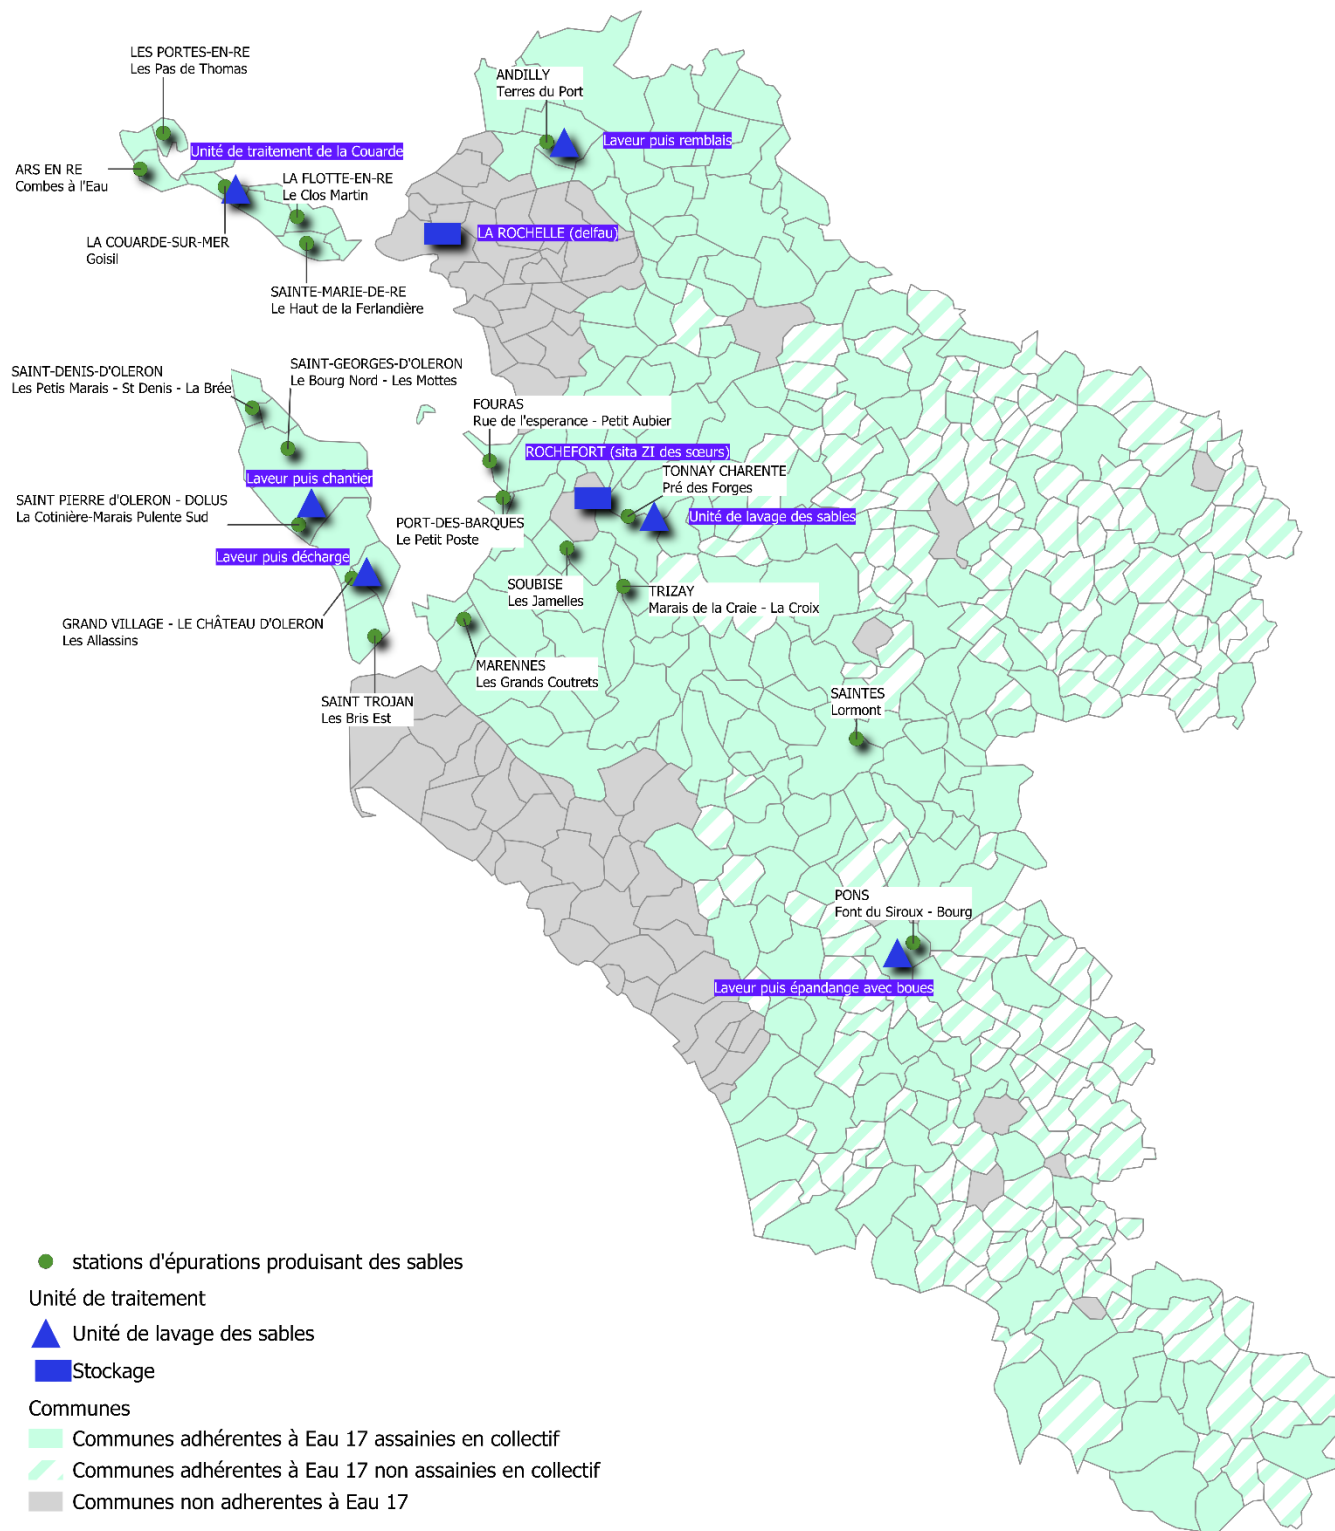 LES PORTES-EN-RE
Les Pas de Thomas
ANDILLY
Terres du Port
Laveur puis remblais
Unité de traitement de la Couarde
ARS EN RE
Combes à l'Eau
LA FLOTTE-EN-RE
Le Clos Martin
LA COUARDE-SUR-MER
Goisil
LA ROCHELLE (delfau)
SAINTE-MARIE-DE-RE
Le Haut de la Ferlandière
SAINT-DENIS-D'OLERON
Les Petis Marais - St Denis - La Brée
SAINT-GEORGES-D'OLERON
Le Bourg Nord - Les Mottes
FOURAS
Rue de l'esperance - Petit Aubier
ROCHEFORT (sita ZI des sœurs)
TONNAY CHARENTE
Pré des Forges
Laveur puis chantier
SAINT PIERRE d'OLERON - DOLUS
La Cotinière-Marais Pulente Sud
Unité de lavage des sables
PORT-DES-BARQUES
Le Petit Poste
Laveur puis décharge
SOUBISE
Les Jamelles
TRIZAY
Marais de la Craie - La Croix
GRAND VILLAGE - LE CHÂTEAU D'OLERON
Les Allassins
MARENNES
Les Grands Coutrets
SAINT TROJAN
Les Bris Est
SAINTES
Lormont
PONS
Font du Siroux - Bourg
Laveur puis épandange avec boues
stations d'épurations produisant des sables
Unité de traitement
Unité de lavage des sables
Stockage
Communes
Communes adhérentes à Eau 17 assainies en collectif
Communes adhérentes à Eau 17 non assainies en collectif
Communes non adherentes à Eau 17